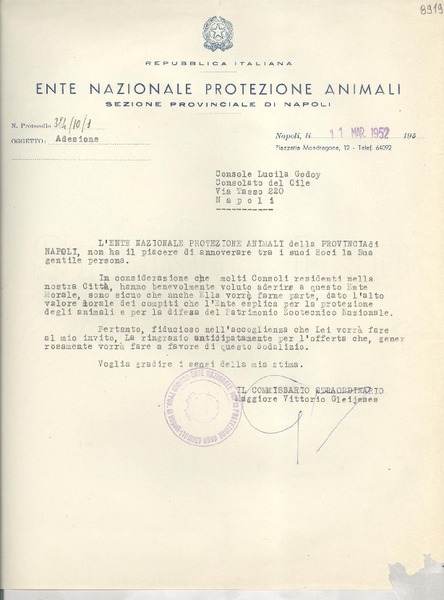 8919
REPUBBLICA ITALIANA
ENTE NAZIONALE PROTEZIONE ANIMALI
SEZIONE PROVINCIALE DI NAPOLI
N. Protocollo 384/10/1
OGGETTO: Adesione
Napoli, li 11 MAR. 1952 195
Piazzetta Mondragone, 12 - Telef. 64092
Console Lucila Godoy
Consolato del Cile
Via Tasso 220
Napoli
L'ENTE NAZIONALE PROTEZIONE ANIMALI della PROVINCIAdi
NAPOLI, non ha il piacere di annoverare tra i suoi Soci la Sua
gentile persona.
In considerazione che molti Consoli residenti nella
nostra Città, hanno benevolmente voluto aderire a questo Ente
Morale, sono sicuo che anche Ella vorrà farne parte, dato l'alto
valore morale dei compiti che l'Ente esplica per la protezione
degli animali e per la difesa del Patrimonio Zootecnico Nazionale.
Pertanto, fiducioso nell'accoglienza che Lei vorrà fare
al mio invito, La ringrazio anticipatamente per l'offerta che, gener
rosamente vorrà fare a favore di questo Sodalizio.
Voglia gradire i sensi della mia stima.
IL COMMISSARIO STRAORDINARIO
Maggiore Vittorio Gleijeses